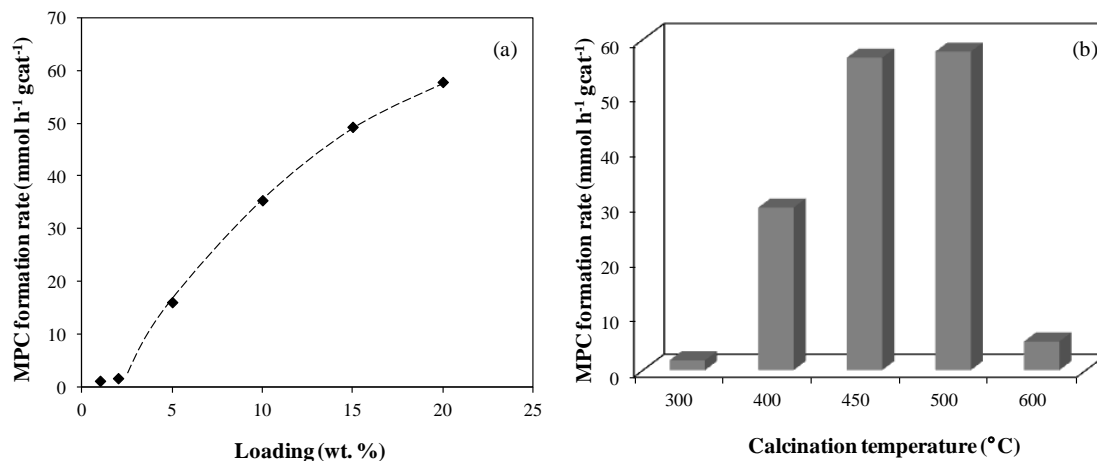 MPC formation rate (mmol h-1 gcat-1)
70
60
50
40
30
20
10
0
0 5 10 15 20 25
Loading (wt. %)
(a)
MPC formation rate (mmol h-1 gcat-1)
60
50
40
30
20
10
0
300 400 450 500 600
Calcination temperature (°C)
(b)